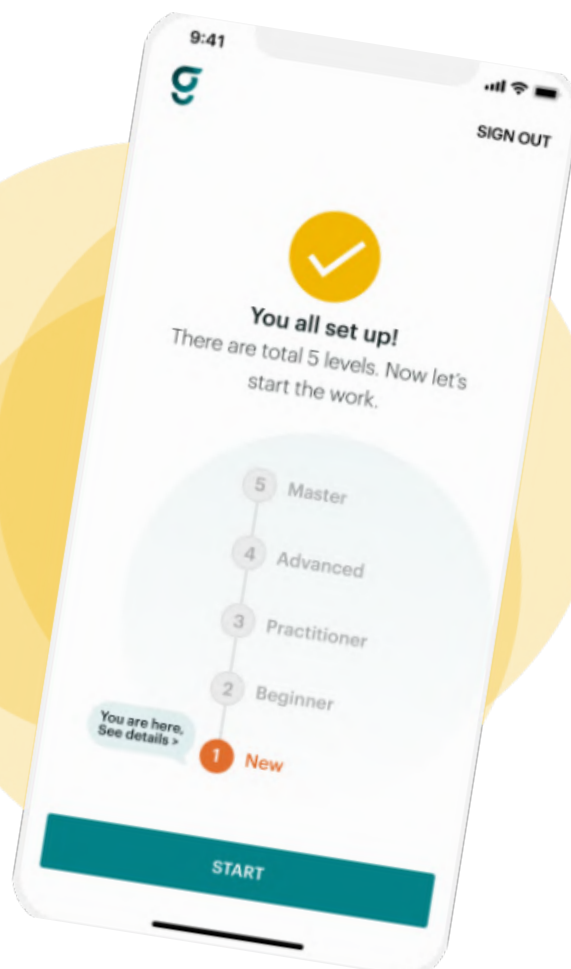 9:41
SIGN OUT
You all set up!
There are total 5 levels. Now let's
start the work.
5 Master
4 Advanced
3 Practitioner
2 Beginner
You are here,
See details >
1 New
START